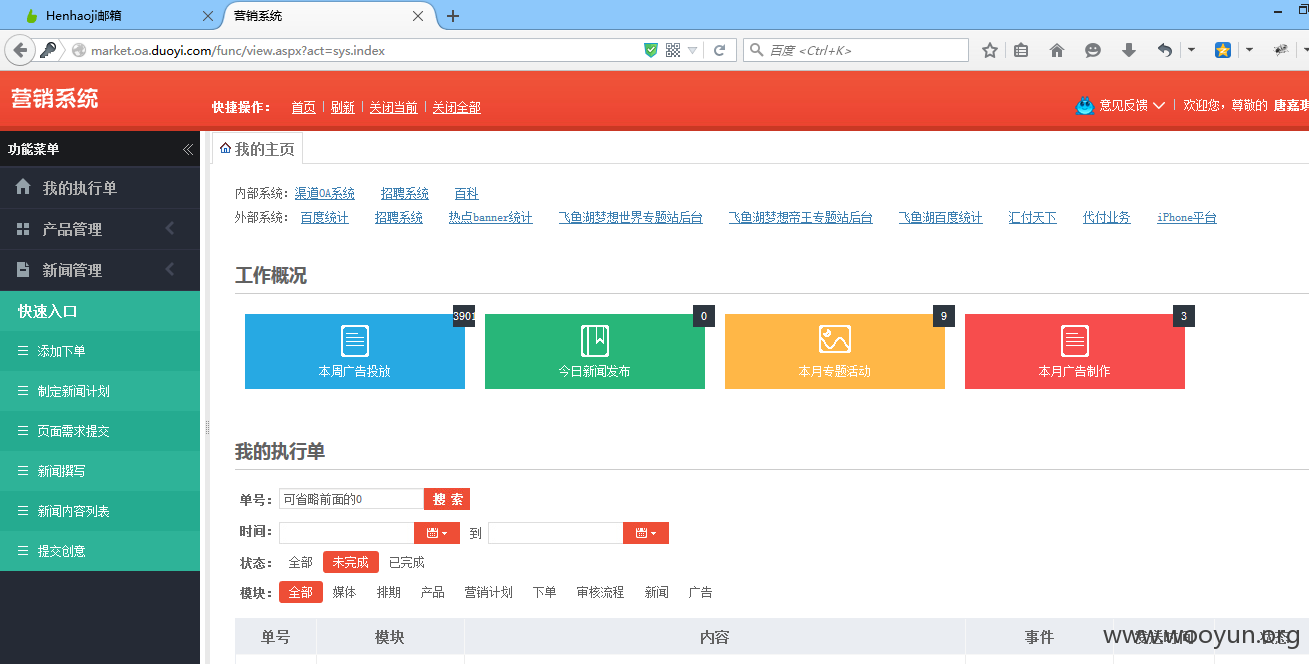 Henhaoji邮箱
营销系统
market.oa.duoyi.com/func/view.aspx?act=sys.index
百度 <Ctrl+K>
营销系统
快捷操作： 首页 刷新 关闭当前 关闭全部
意见反馈 欢迎您，尊敬的 唐嘉琪
功能菜单
我的主页
我的执行单
产品管理
新闻管理
快速入口
添加下单
制定新闻计划
页面需求提交
新闻撰写
新闻内容列表
提交创意
内部系统： 渠道OA系统 招聘系统 百科
外部系统： 百度统计 招聘系统 热点banner统计 飞鱼湖梦想世界专题站后台 飞鱼湖梦想帝王专题站后台 飞鱼湖百度统计 汇付天下 代付业务 iPhone平台
工作概况
3901 0 9 3
本周广告投放 今日新闻发布 本月专题活动 本月广告制作
我的执行单
单号： 可省略前面的0 搜 索
时间： 到
状态： 全部 未完成 已完成
模块： 全部 媒体 排期 产品 营销计划 下单 审核流程 新闻 广告
单号 模块 内容 事件 状态
www.wooyun.org